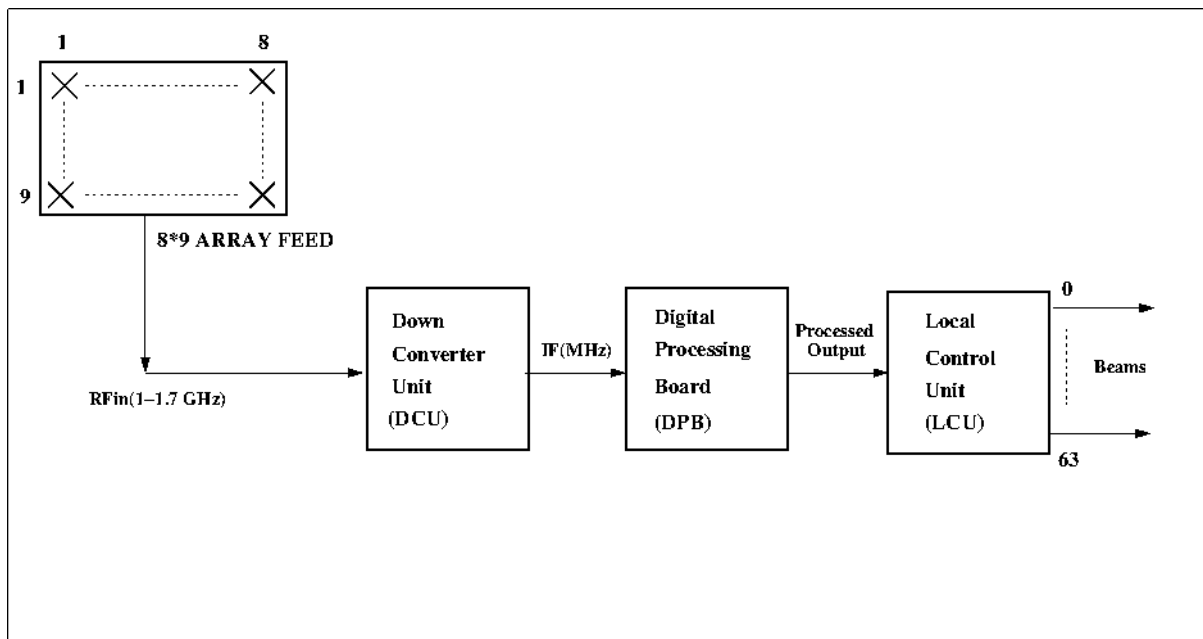 1 8
1
9
8*9 ARRAY FEED
RFin(1–1.7 GHz)
Down
Converter
Unit
(DCU)
IF(MHz)
Digital
Processing
Board
(DPB)
Processed
Output
Local
Control
Unit
(LCU)
0
Beams
63